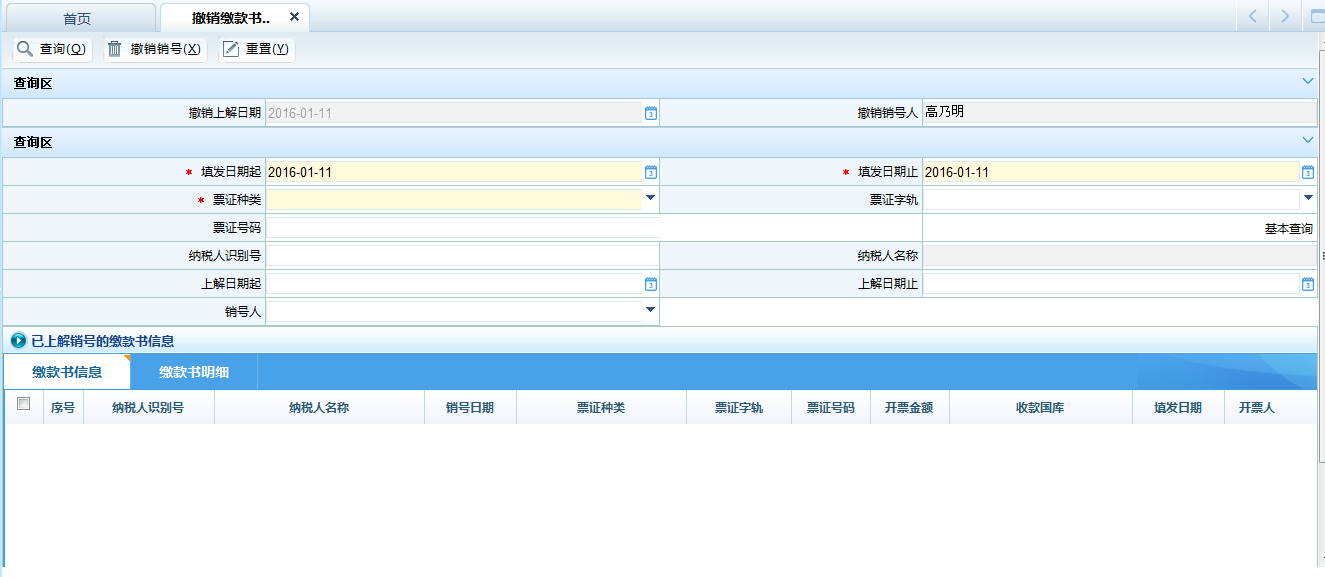 首页 撤销缴款书..
查询(Q) 撤销销号(X) 重置(Y)
查询区
撤销上解日期 2016-01-11 撤销销号人 高乃明
查询区
* 填发日期起 2016-01-11 * 填发日期止 2016-01-11
* 票证种类 票证字轨
票证号码 基本查询
纳税人识别号 纳税人名称
上解日期起 上解日期止
销号人
已上解销号的缴款书信息
缴款书信息 缴款书明细
序号 纳税人识别号 纳税人名称 销号日期 票证种类 票证字轨 票证号码 开票金额 收款国库 填发日期 开票人